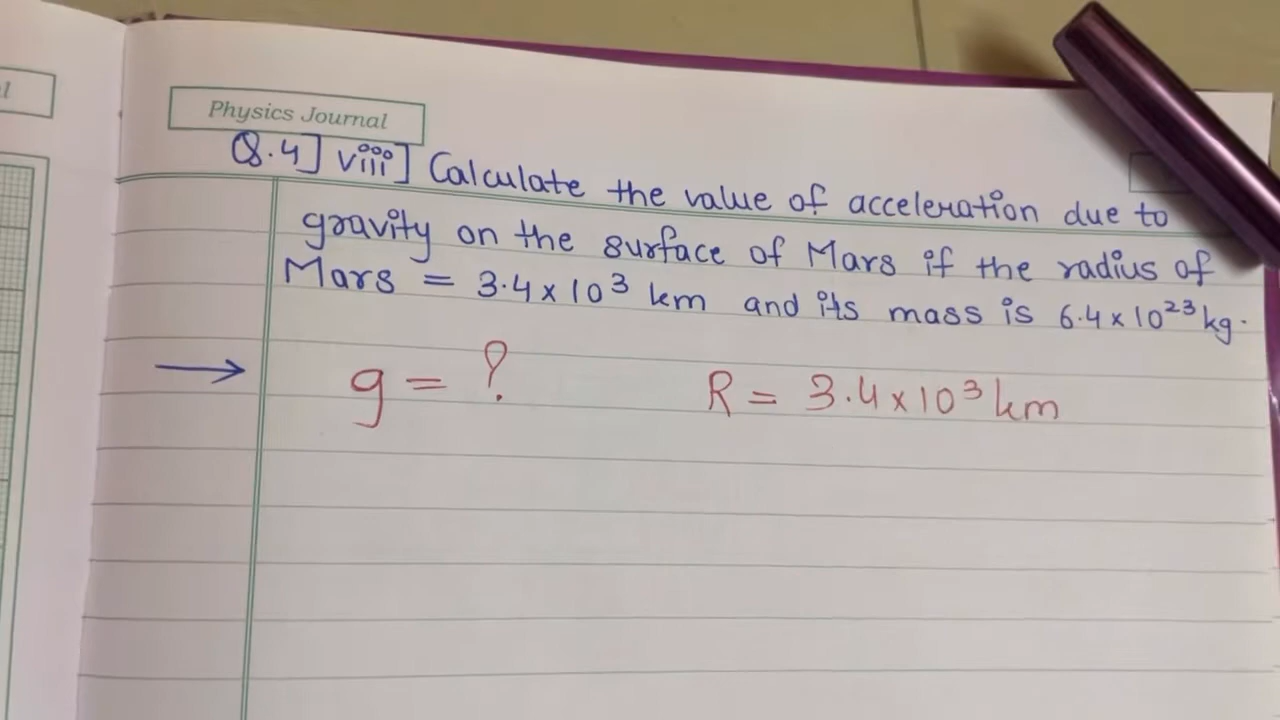 Physics Journal
Q.4] viii] Calculate the value of acceleration due to
gravity on the surface of Mars if the radius of
Mars = 3.4 x 10³ km and its mass is 6.4 x 10²³ kg.
→ g = ? R = 3.4 x 10³ km